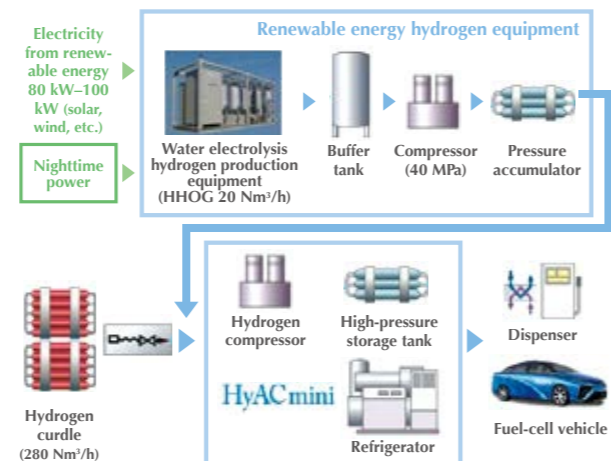 Renewable energy hydrogen equipment
Electricity
from renew-
able energy
80 kW–100
kW (solar,
wind, etc.)
Nighttime
power
Water electrolysis
hydrogen production
equipment
(HHOG 20 Nm³/h)
Buffer
tank
Compressor
(40 MPa)
Pressure
accumulator
Hydrogen
curdle
(280 Nm³/h)
Hydrogen
compressor
High-pressure
storage tank
HyAC mini
Refrigerator
Dispenser
Fuel-cell vehicle